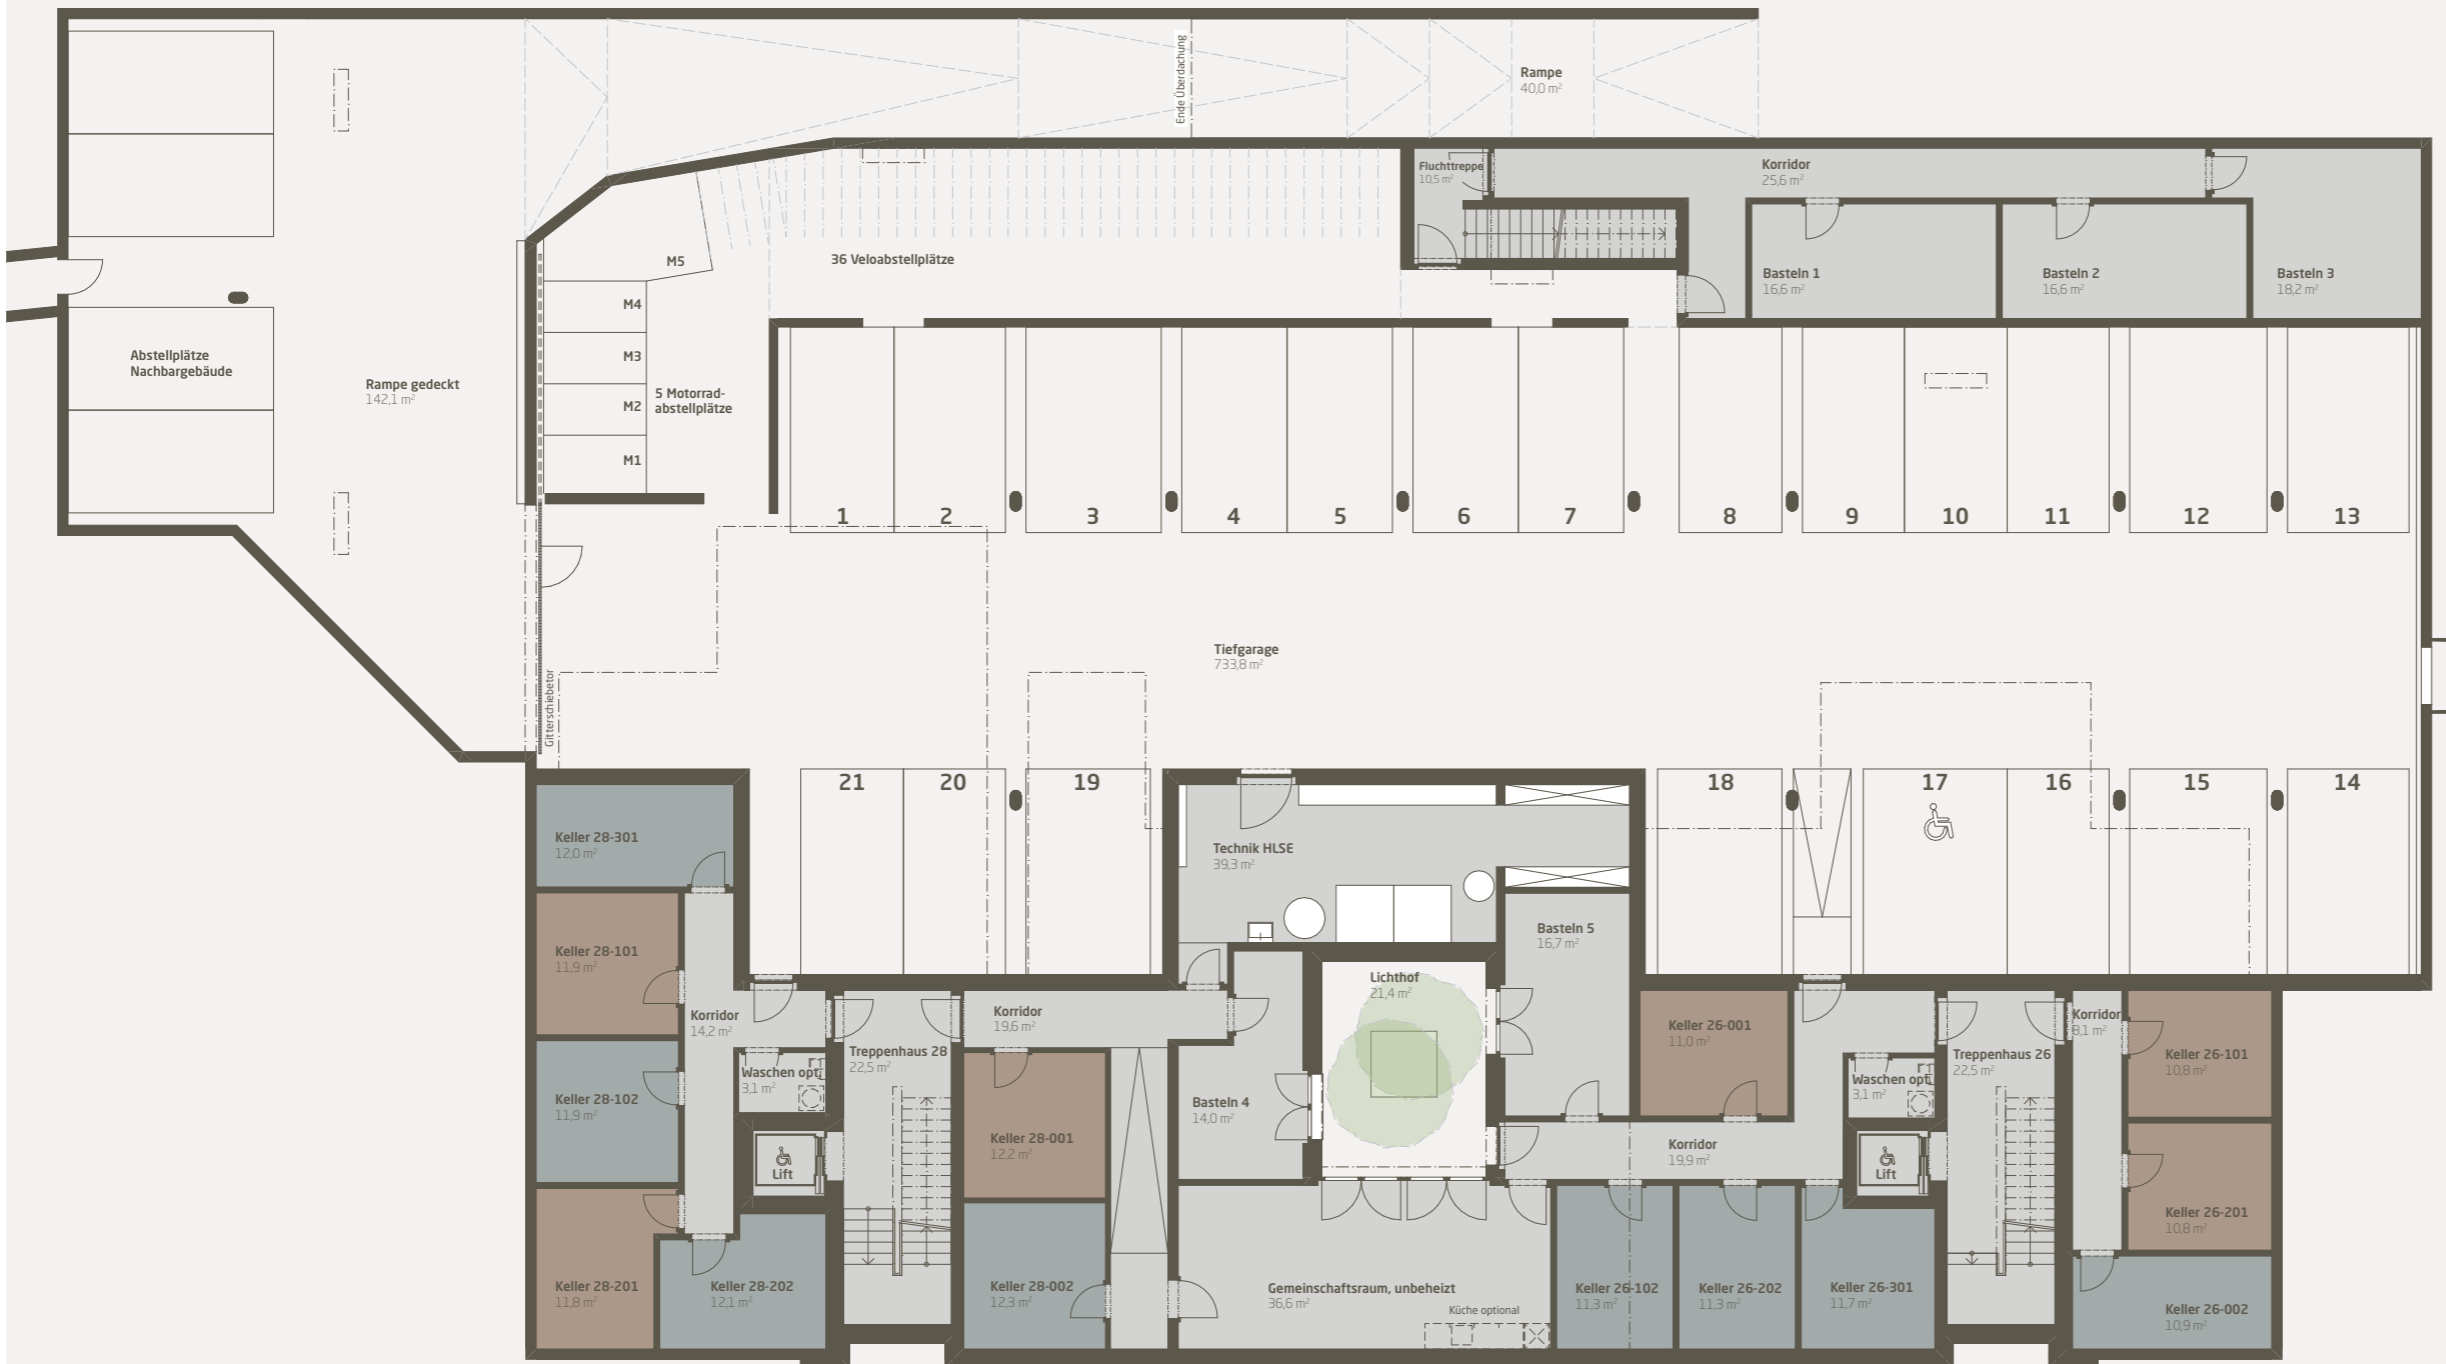 Ende Überdachung
Rampe
40,0 m²
Fluchttreppe
10,5 m²
Korridor
25,6 m²
Basteln 1
16,6 m²
Basteln 2
16,6 m²
Basteln 3
18,2 m²
36 Veloabstellplätze
M5
M4
M3
M2
M1
5 Motorrad-
abstellplätze
Abstellplätze
Nachbargebäude
Rampe gedeckt
142,1 m²
1
2
3
4
5
6
7
8
9
10
11
12
13
Tiefgarage
733,8 m²
Gitterschiebetor
21
20
19
18
17
16
15
14
Keller 28-301
12,0 m²
Technik HLSE
39,3 m²
Keller 28-101
11,9 m²
Basteln 5
16,7 m²
Lichthof
21,4 m²
Korridor
14,2 m²
Korridor
19,6 m²
Keller 26-001
11,0 m²
Korridor
8,1 m²
Treppenhaus 28
22,5 m²
Treppenhaus 26
22,5 m²
Keller 26-101
10,8 m²
Waschen opt.
3,1 m²
Waschen opt.
3,1 m²
Keller 28-102
11,9 m²
Basteln 4
14,0 m²
Keller 28-001
12,2 m²
Korridor
19,9 m²
Lift
Lift
Keller 26-201
10,8 m²
Keller 28-201
11,8 m²
Keller 28-202
12,1 m²
Keller 28-002
12,3 m²
Gemeinschaftsraum, unbeheizt
36,6 m²
Küche optional
Keller 26-102
11,3 m²
Keller 26-202
11,3 m²
Keller 26-301
11,7 m²
Keller 26-002
10,9 m²